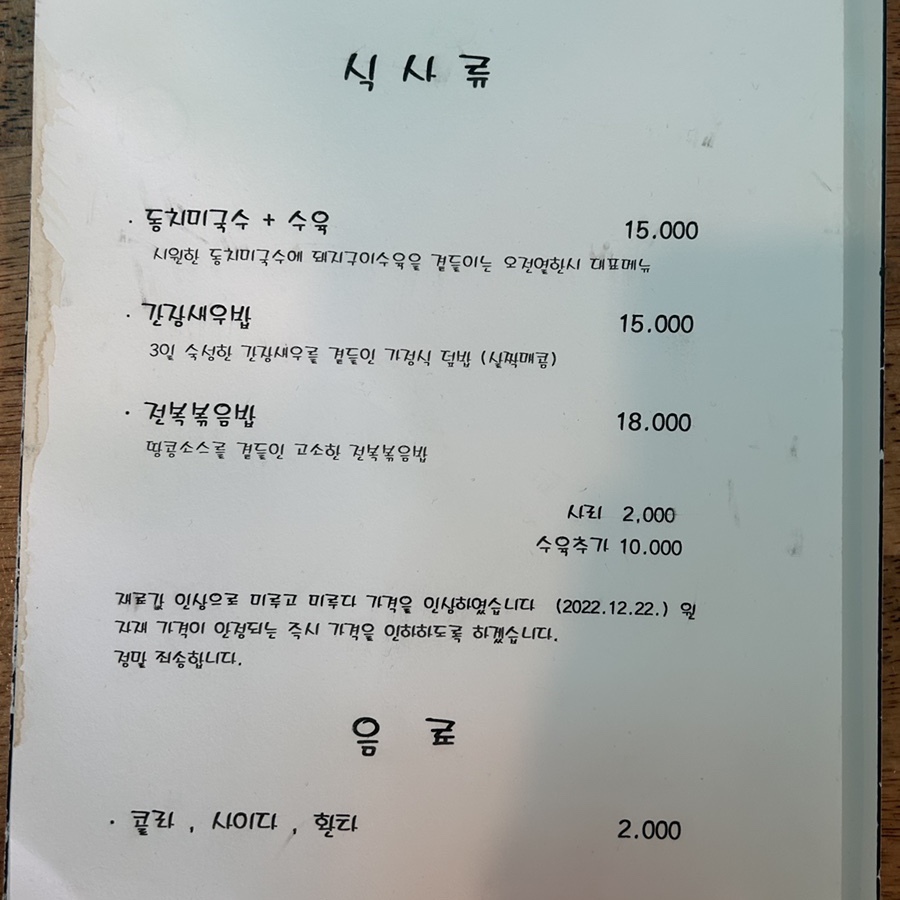 식 사 류
· 동치미국수 + 수육 15.000
시원한 동치미국수에 돼지고기수육을 곁들이는 오전열한시 대표메뉴
· 간장새우밥 15.000
3일 숙성한 간장새우를 곁들인 가정식 덮밥 (살짝매콤)
· 전복볶음밥 18.000
땅콩소스를 곁들인 고소한 전복볶음밥
사리 2,000
수육추가 10.000
재료값 인상으로 미루고 미루다 가격을 인상하였습니다 (2022.12.22.) 원
자재 가격이 안정되는 즉시 가격을 인하하도록 하겠습니다.
정말 죄송합니다.
음 료
· 콜라 , 사이다 , 환타 2.000